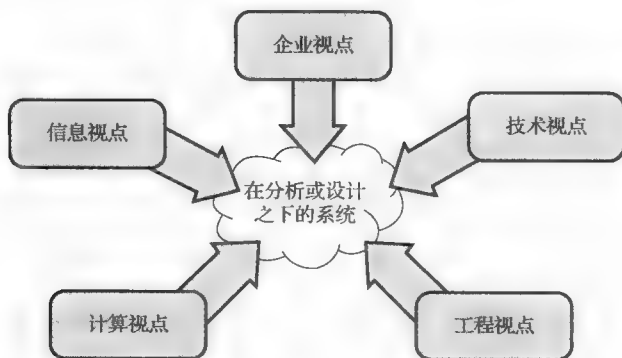 企业视点
信息视点
技术视点
在分析或设计
之下的系统
计算视点
工程视点